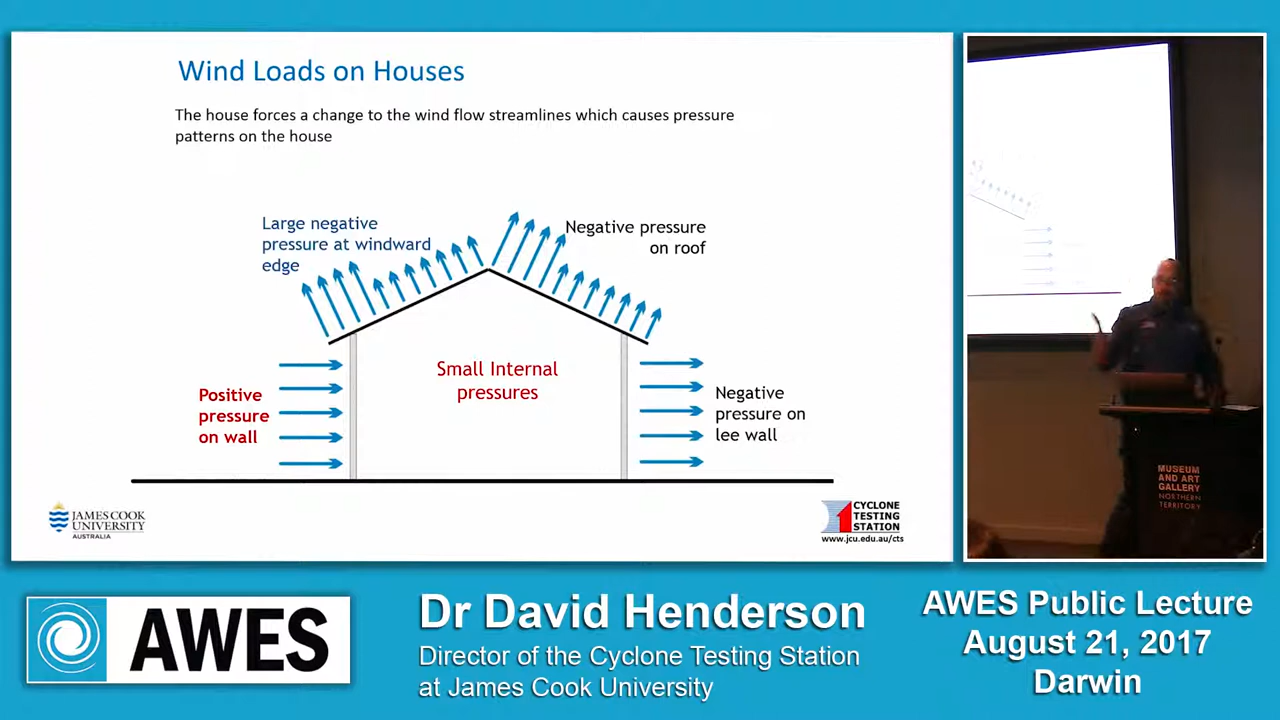 Wind Loads on Houses
The house forces a change to the wind flow streamlines which causes pressure
patterns on the house
Large negative
pressure at windward
edge
Negative pressure
on roof
Small Internal
pressures
Positive
pressure
on wall
Negative
pressure on
lee wall
JAMES COOK
UNIVERSITY
AUSTRALIA
CYCLONE
TESTING
STATION
www.jcu.edu.au/cts
MUSEUM
AND ART
GALLERY
NORTHERN
TERRITORY
AWES
Dr David Henderson
Director of the Cyclone Testing Station
at James Cook University
AWES Public Lecture
August 21, 2017
Darwin